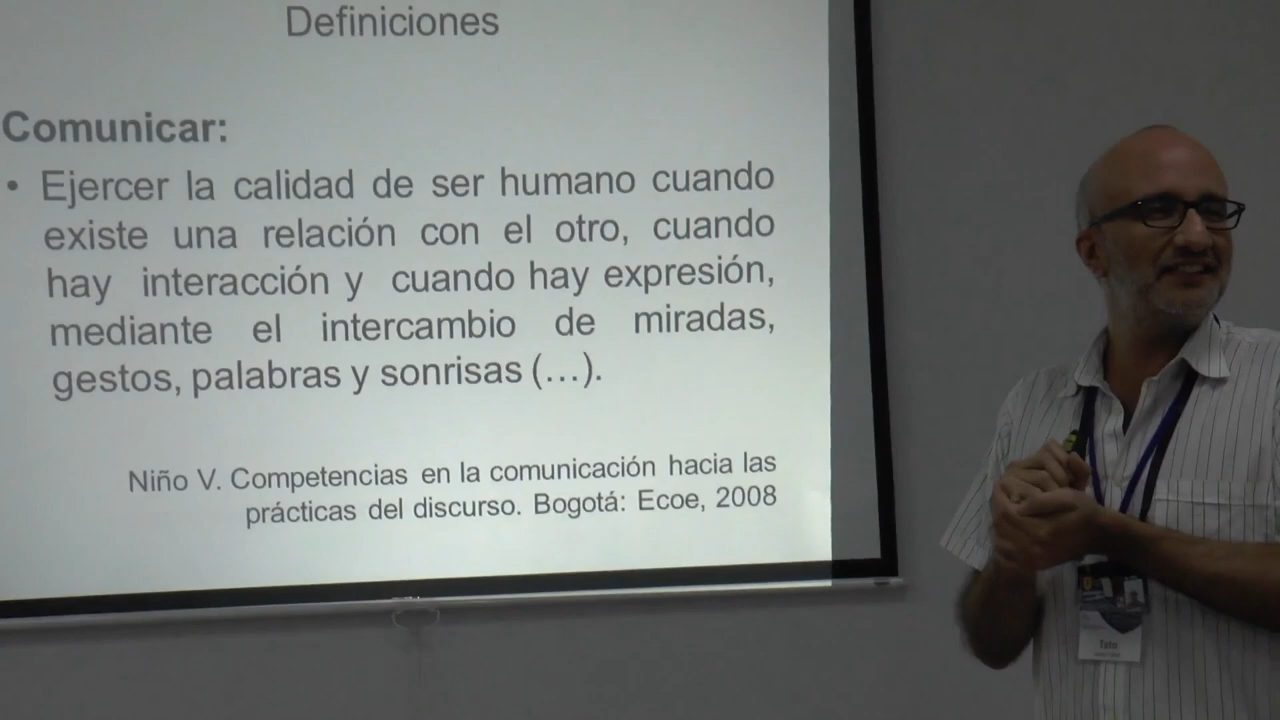 Definiciones
Comunicar:
• Ejercer la calidad de ser humano cuando
existe una relación con el otro, cuando
hay interacción y cuando hay expresión,
mediante el intercambio de miradas,
gestos, palabras y sonrisas (…).
Niño V. Competencias en la comunicación hacia las
prácticas del discurso. Bogotá: Ecoe, 2008
Tato